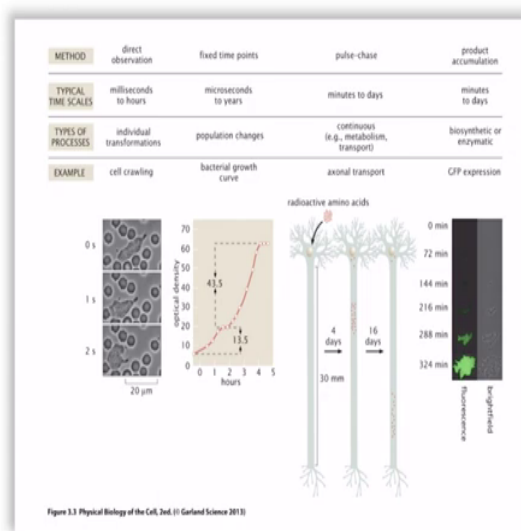 METHOD
direct
observation
fixed time points
pulse-chase
product
accumulation
TYPICAL
TIME SCALES
milliseconds
to hours
microseconds
to years
minutes to days
minutes
to days
TYPES OF
PROCESSES
individual
transformations
population changes
continuous
(e.g., metabolism,
transport)
biosynthetic or
enzymatic
EXAMPLE
cell crawling
bacterial growth
curve
axonal transport
GFP expression
0 s
1 s
2 s
20 μm
optical density
70
60
50
40
30
20
10
0
43.5
13.5
0 1 2 3 4 5
hours
radioactive amino acids
4
days
16
days
30 mm
0 min
72 min
144 min
216 min
288 min
324 min
fluorescence
brightfield
Figure 3.3 Physical Biology of the Cell, 2ed. (© Garland Science 2013)